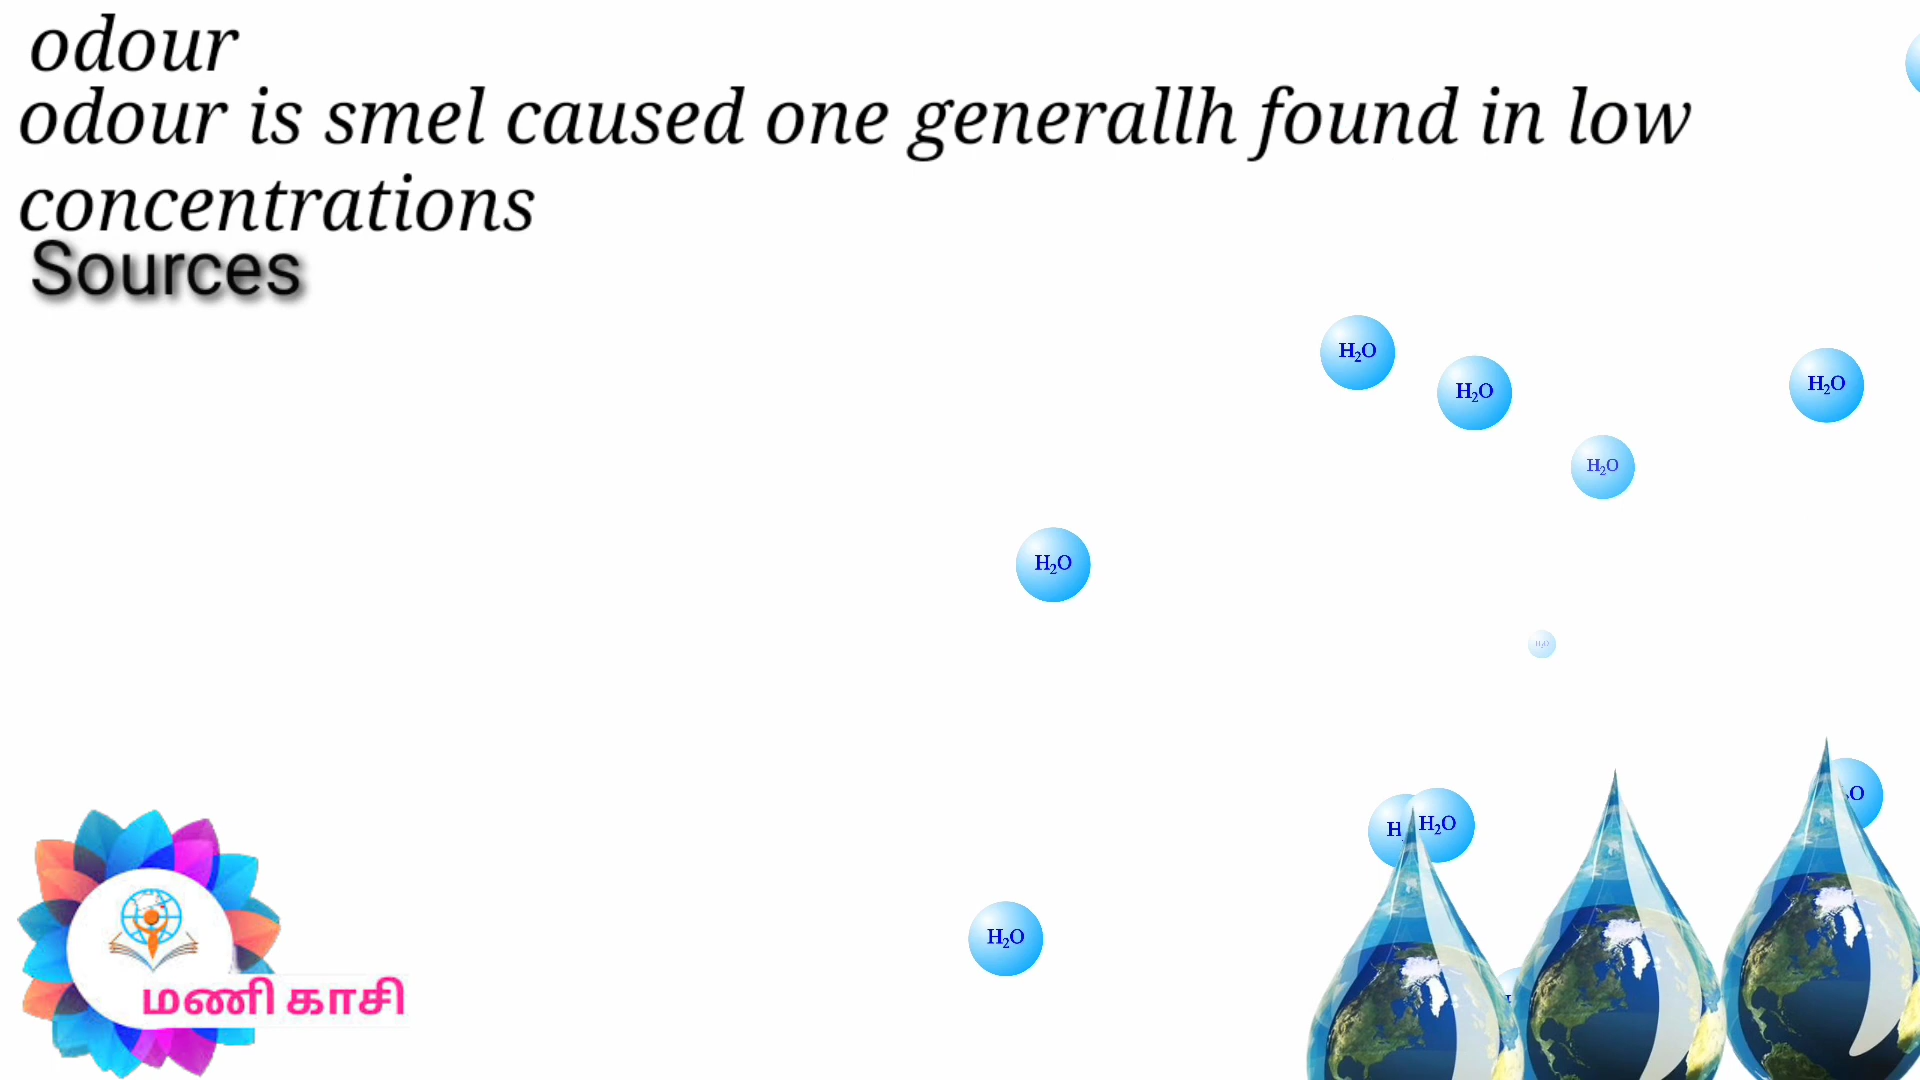 odour
odour is smel caused one generallh found in low
concentrations
Sources
H₂O
H₂O
H₂O
H₂O
H₂O
H₂O
H
H₂O
O
H₂O
மணி காசி